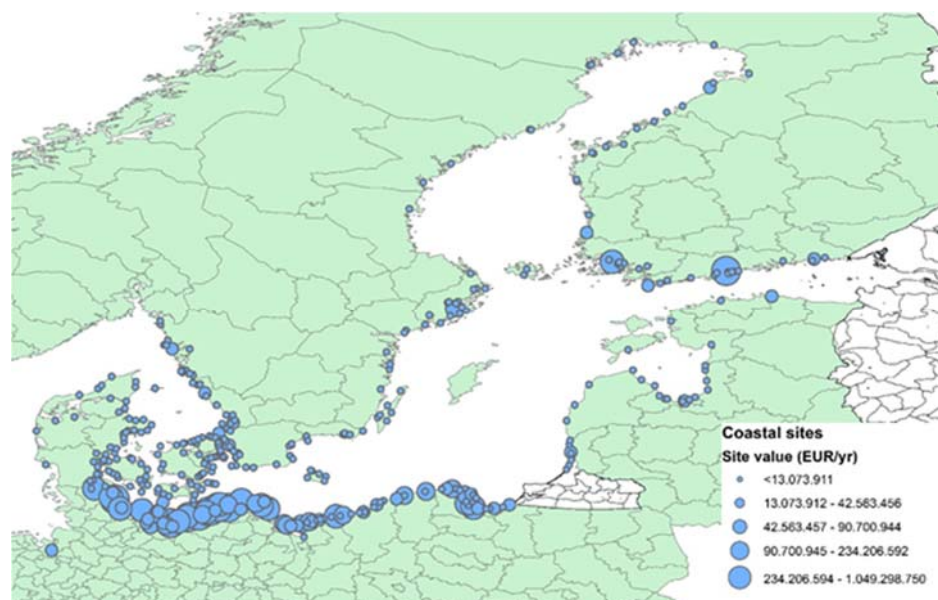 Coastal sites
Site value (EUR/yr)
<13.073.911
13.073.912 - 42.563.456
42.563.457 - 90.700.944
90.700.945 - 234.206.592
234.206.594 - 1.049.298.750